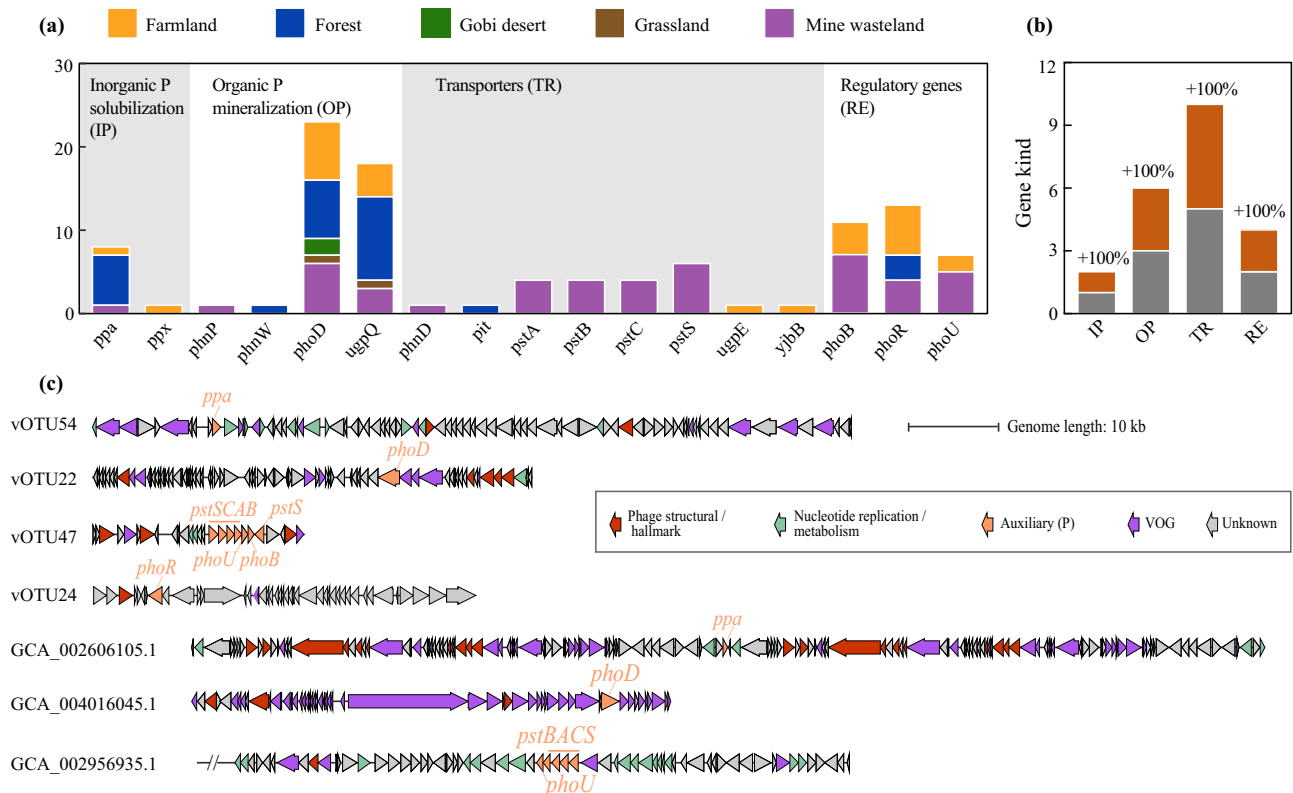 (a)
Farmland
Forest
Gobi desert
Grassland
Mine wasteland
30
20
10
0
Inorganic P
solubilization
(IP)
Organic P
mineralization (OP)
Transporters (TR)
Regulatory genes
(RE)
ppa
ppx
phnP
phnW
phoD
ugpQ
phnD
pit
pstA
pstB
pstC
pstS
ugpE
yjbB
phoB
phoR
phoU
(b)
Gene kind
12
9
6
3
0
+100%
+100%
+100%
+100%
IP
OP
TR
RE
(c)
vOTU54
ppa
Genome length: 10 kb
vOTU22
phoD
vOTU47
pstSCAB
pstS
phoU
phoB
vOTU24
phoR
Phage structural /
hallmark
Nucleotide replication /
metabolism
Auxiliary (P)
VOG
Unknown
GCA_002606105.1
ppa
GCA_004016045.1
phoD
GCA_002956935.1
pstBACS
phoU